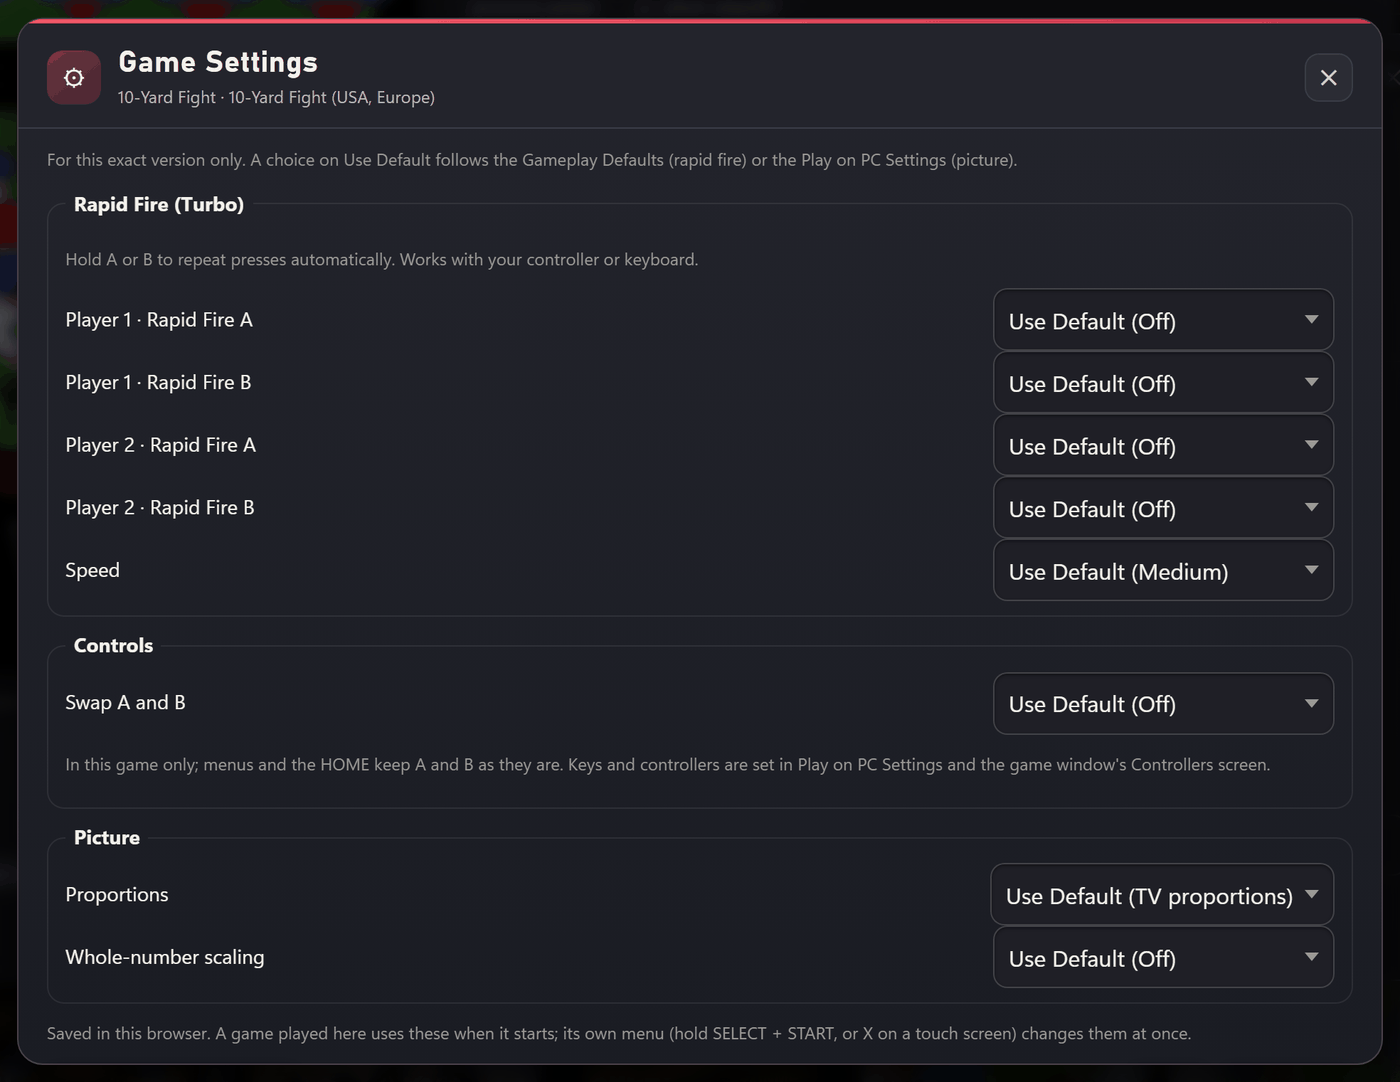 Game Settings
10-Yard Fight · 10-Yard Fight (USA, Europe)
For this exact version only. A choice on Use Default follows the Gameplay Defaults (rapid fire) or the Play on PC Settings (picture).
Rapid Fire (Turbo)
Hold A or B to repeat presses automatically. Works with your controller or keyboard.
Player 1 · Rapid Fire A
Use Default (Off)
Player 1 · Rapid Fire B
Use Default (Off)
Player 2 · Rapid Fire A
Use Default (Off)
Player 2 · Rapid Fire B
Use Default (Off)
Speed
Use Default (Medium)
Controls
Swap A and B
Use Default (Off)
In this game only; menus and the HOME keep A and B as they are. Keys and controllers are set in Play on PC Settings and the game window's Controllers screen.
Picture
Proportions
Use Default (TV proportions)
Whole-number scaling
Use Default (Off)
Saved in this browser. A game played here uses these when it starts; its own menu (hold SELECT + START, or X on a touch screen) changes them at once.